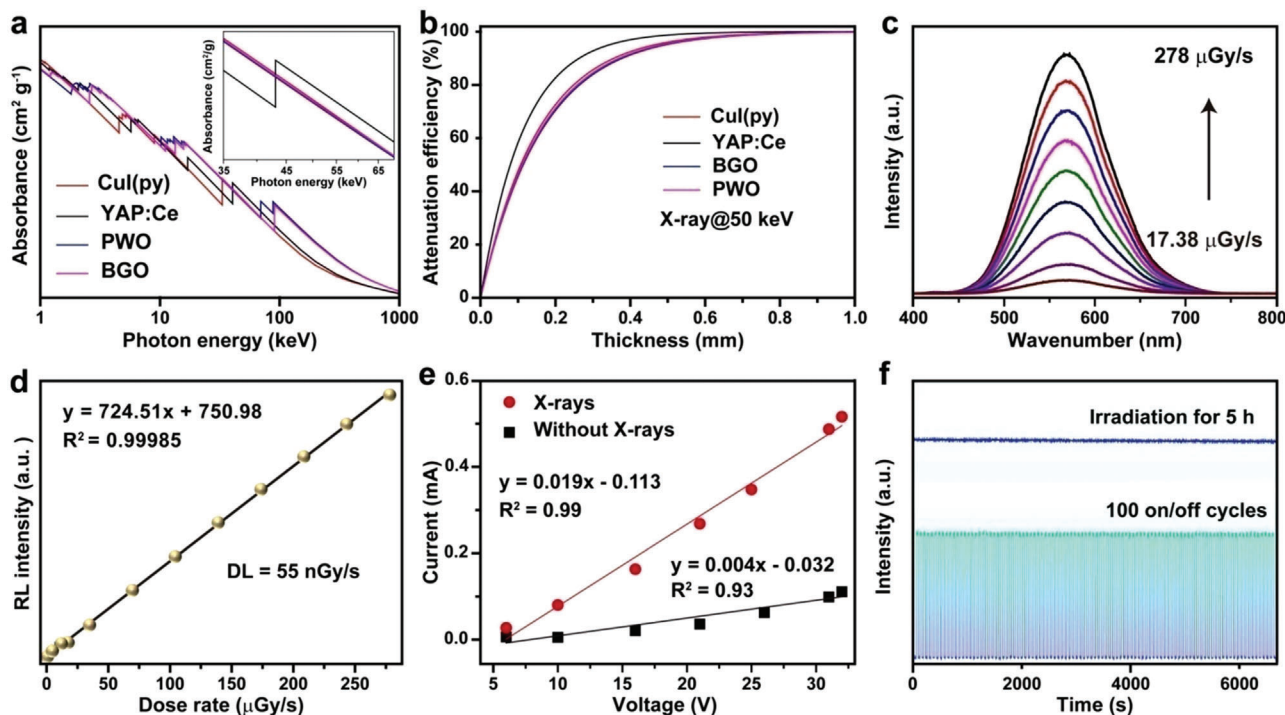 a
Absorbance (cm² g⁻¹)
CuI(py)
YAP:Ce
PWO
BGO
1
10
100
1000
Photon energy (keV)
Absorbance (cm²/g)
35
45
55
65
Photon energy (keV)
b
Attenuation efficiency (%)
100
80
60
40
20
0
CuI(py)
YAP:Ce
BGO
PWO
X-ray@50 keV
0.0
0.2
0.4
0.6
0.8
1.0
Thickness (mm)
c
Intensity (a.u.)
278 μGy/s
17.38 μGy/s
400
500
600
700
800
Wavenumber (nm)
d
RL intensity (a.u.)
y = 724.51x + 750.98
R² = 0.99985
DL = 55 nGy/s
0
50
100
150
200
250
Dose rate (μGy/s)
e
Current (mA)
0.6
0.4
0.2
0.0
X-rays
Without X-rays
y = 0.019x - 0.113
R² = 0.99
y = 0.004x - 0.032
R² = 0.93
5
10
15
20
25
30
Voltage (V)
f
Intensity (a.u.)
Irradiation for 5 h
100 on/off cycles
0
2000
4000
6000
Time (s)